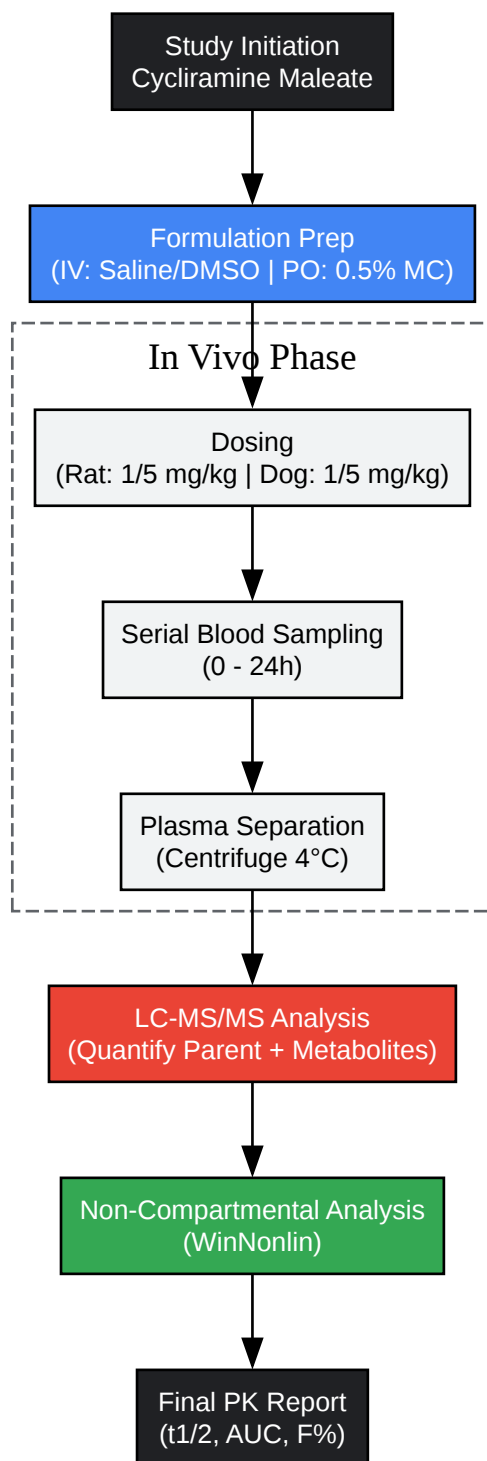 Study Initiation
Cycliramine Maleate
Formulation Prep
(IV: Saline/DMSO | PO: 0.5% MC)
In Vivo Phase
Dosing
(Rat: 1/5 mg/kg | Dog: 1/5 mg/kg)
Serial Blood Sampling
(0 - 24h)
Plasma Separation
(Centrifuge 4°C)
LC-MS/MS Analysis
(Quantify Parent + Metabolites)
Non-Compartmental Analysis
(WinNonlin)
Final PK Report
(t1/2, AUC, F%)